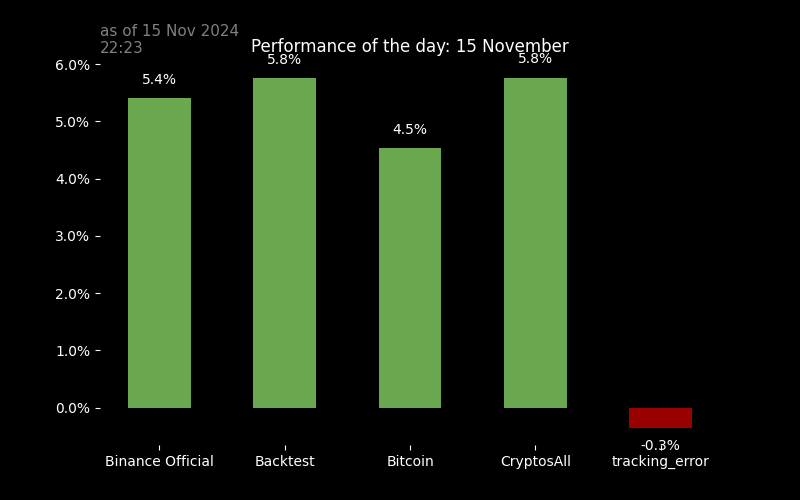 as of 15 Nov 2024
22:23
Performance of the day: 15 November
6.0%
5.0%
4.0%
3.0%
2.0%
1.0%
0.0%
5.4%
5.8%
4.5%
5.8%
-0.3%
Binance Official
Backtest
Bitcoin
CryptosAll
tracking_error